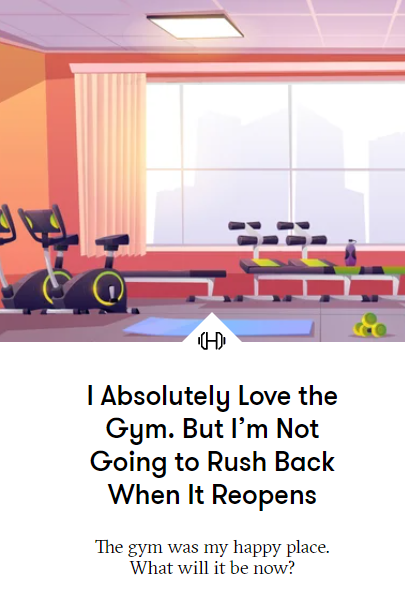 I Absolutely Love the
Gym. But I'm Not
Going to Rush Back
When It Reopens
The gym was my happy place.
What will it be now?